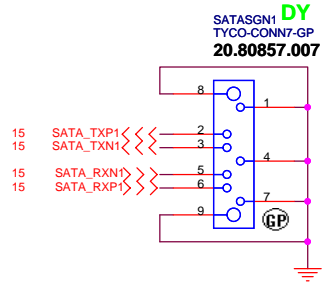 SATASGN1 DY
TYCO-CONN7-GP
20.80857.007
8
1
15 SATA_TXP1 2
15 SATA_TXN1 3
4
15 SATA_RXN1 5
15 SATA_RXP1 6
7
9
GP